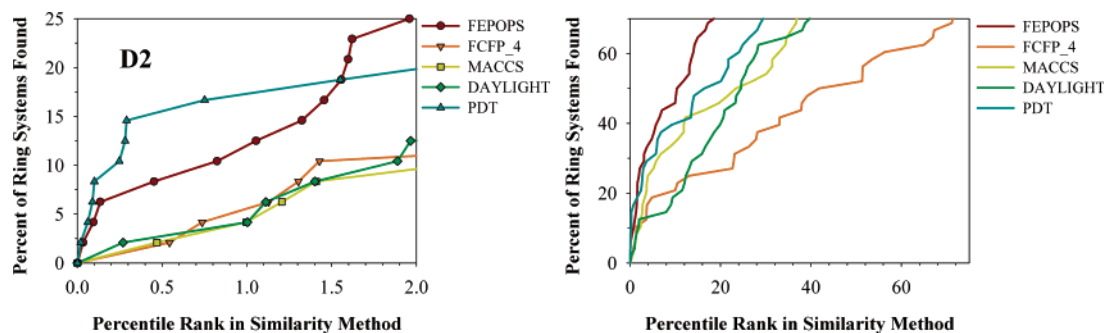 D2
Percent of Ring Systems Found
25
20
15
10
5
0
0.0 0.5 1.0 1.5 2.0
Percentile Rank in Similarity Method
FEPOPS
FCFP_4
MACCS
DAYLIGHT
PDT
Percent of Ring Systems Found
60
40
20
0
0 20 40 60
Percentile Rank in Similarity Method
FEPOPS
FCFP_4
MACCS
DAYLIGHT
PDT